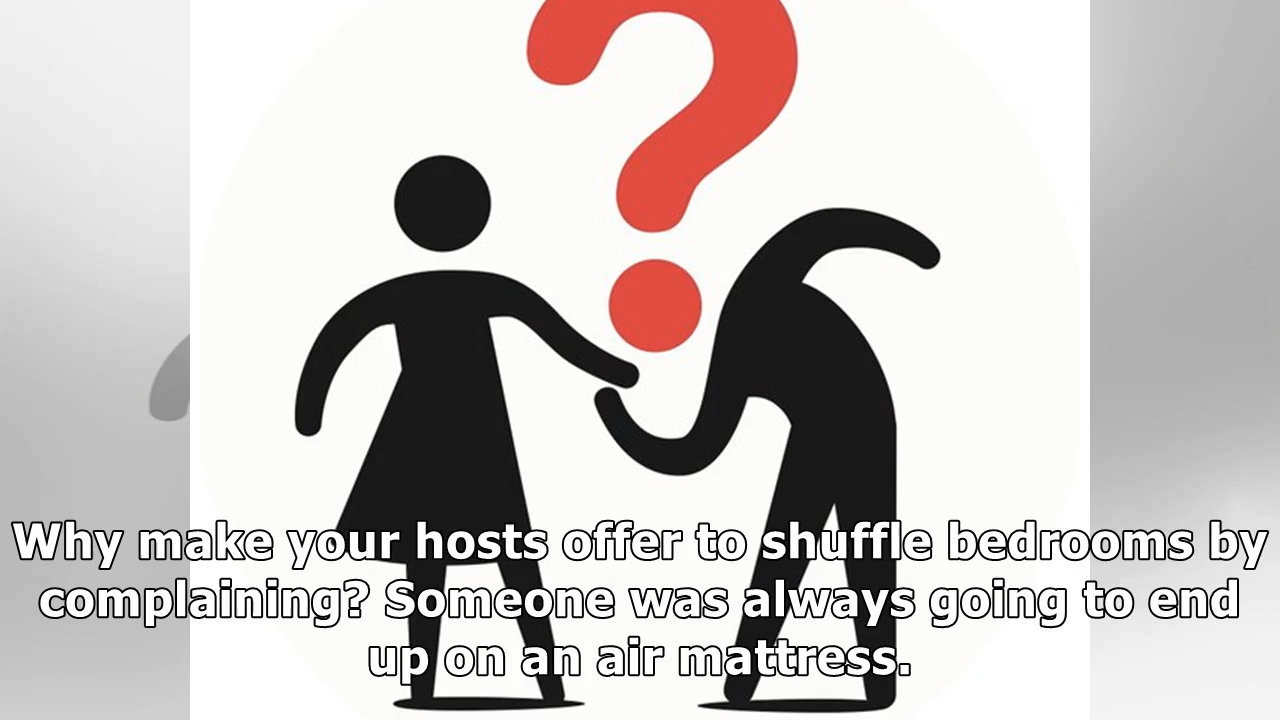 Why make your hosts offer to shuffle bedrooms by
complaining? Someone was always going to end
up on an air mattress.